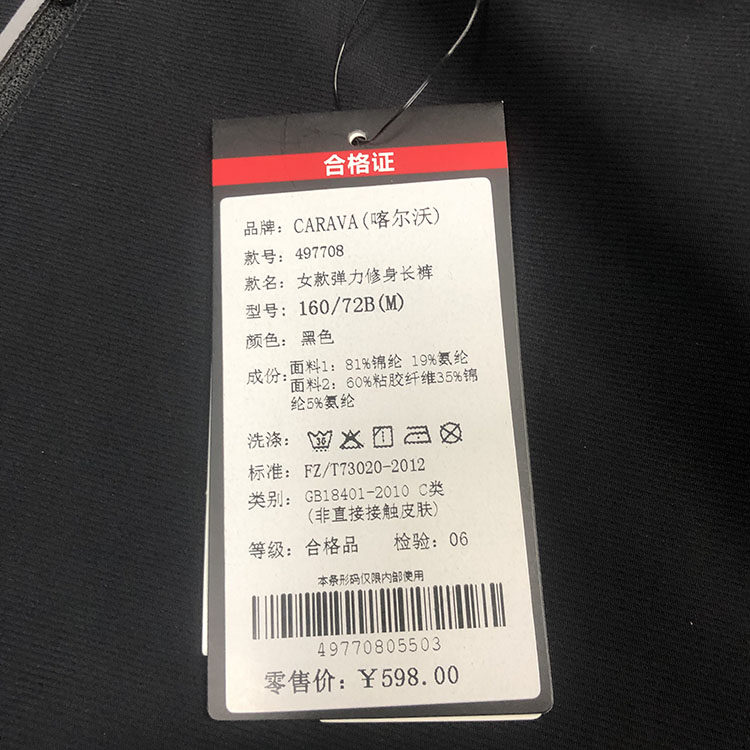 合格证
品牌：CARAVA(喀尔沃)
款号：497708
款名：女款弹力修身长裤
型号：160/72B(M)
颜色：黑色
成份：面料1：81%锦纶 19%氨纶
面料2：60%粘胶纤维35%锦
纶5%氨纶
洗涤：30
标准：FZ/T73020-2012
类别：GB18401-2010 C类
(非直接接触皮肤)
等级：合格品 检验：06
本条形码仅限内部使用
49770805503
零售价：￥598.00